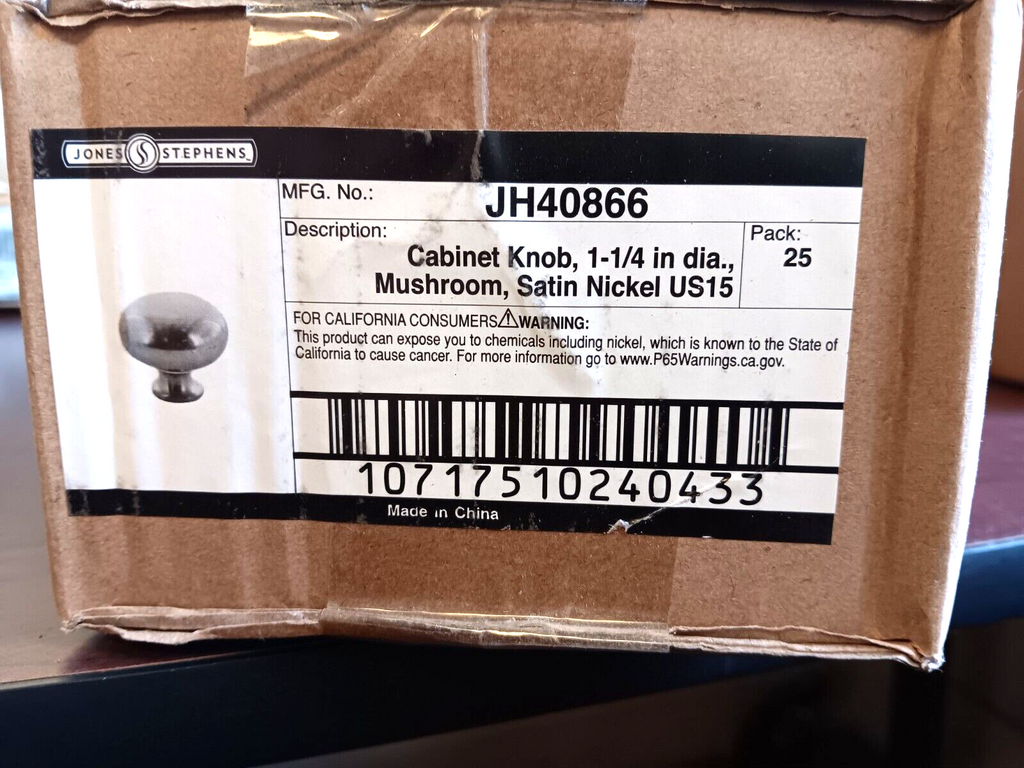 JONES STEPHENS™
MFG. No.: JH40866
Description:
Cabinet Knob, 1-1/4 in dia.,
Mushroom, Satin Nickel US15
Pack:
25
FOR CALIFORNIA CONSUMERS⚠WARNING:
This product can expose you to chemicals including nickel, which is known to the State of
California to cause cancer. For more information go to www.P65Warnings.ca.gov.
10717510240433
Made in China